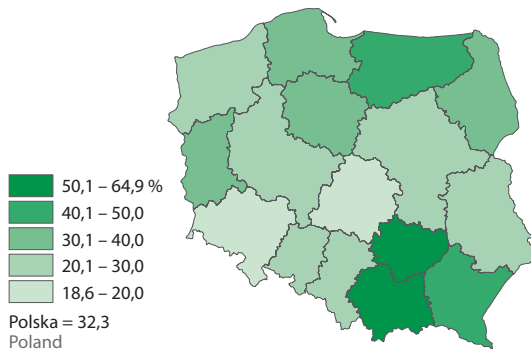 50,1 – 64,9 %
40,1 – 50,0
30,1 – 40,0
20,1 – 30,0
18,6 – 20,0
Polska = 32,3
Poland